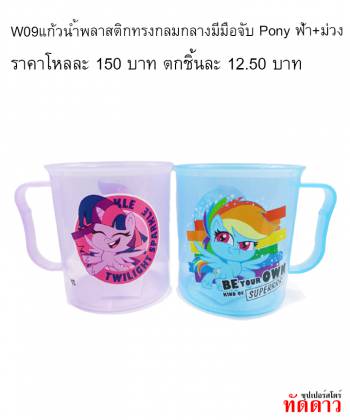 W09แก้วน้ำพลาสติกทรงกลมกลางมีมือจับ Pony ฟ้า+ม่วง
ราคาโหลละ 150 บาท ตกชิ้นละ 12.50 บาท
KLE
TWILIGHT SPARKLE
BE YOUR OWN
KIND OF
ซุปเปอร์สโตร์
ทัดดาว